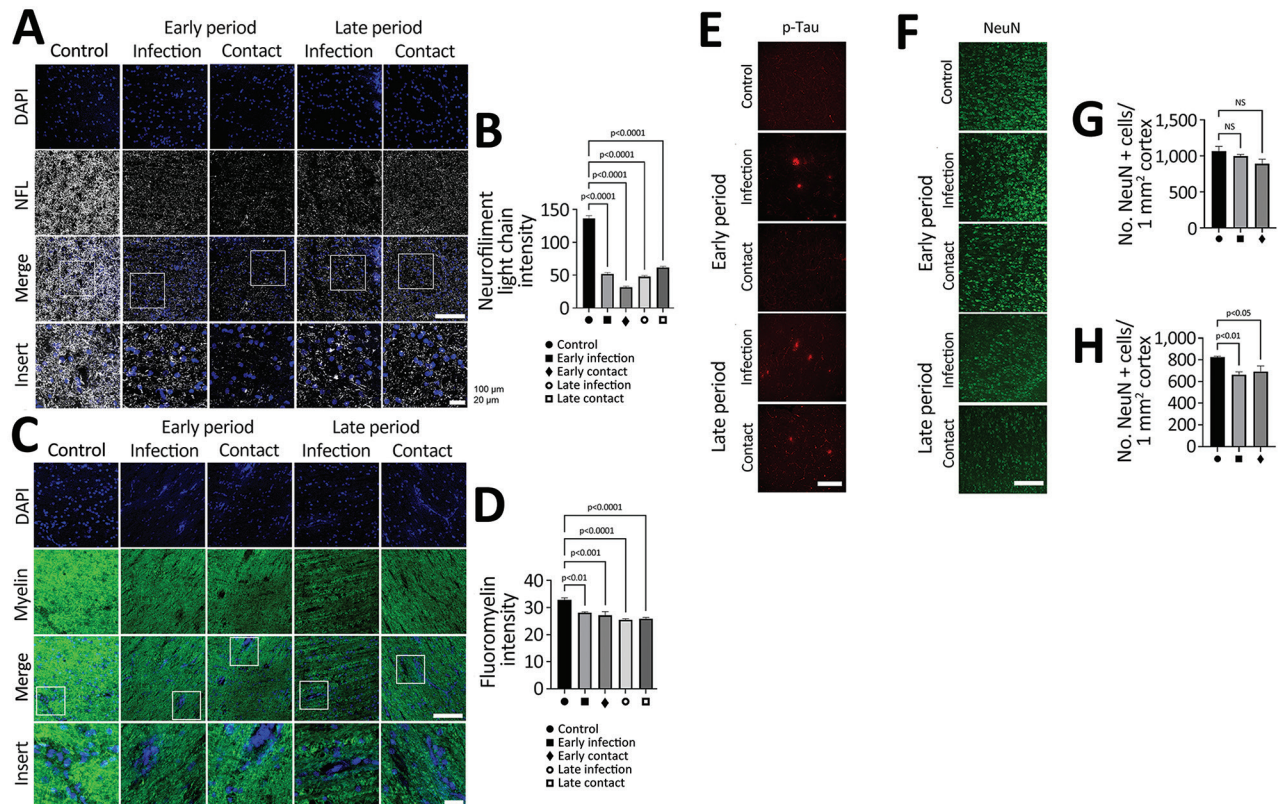 A
Early period
Late period
Control
Infection
Contact
Infection
Contact
DAPI
NFL
Merge
Insert
100 µm
20 µm
B
p<0.0001
p<0.0001
p<0.0001
p<0.0001
Neurofiliment
light chain
intensity
150
100
50
0
Control
Early infection
Early contact
Late infection
Late contact
C
Early period
Late period
Control
Infection
Contact
Infection
Contact
DAPI
Myelin
Merge
Insert
D
p<0.0001
p<0.0001
p<0.001
p<0.01
Fluoromyelin
intensity
40
30
20
10
0
Control
Early infection
Early contact
Late infection
Late contact
E
p-Tau
Control
Early period
Infection
Contact
Late period
Infection
Contact
F
NeuN
Control
Early period
Infection
Contact
Late period
Infection
Contact
G
NS
NS
No. NeuN + cells/
1 mm² cortex
1,500
1,000
500
0
H
p<0.05
p<0.01
No. NeuN + cells/
1 mm² cortex
1,000
800
600
400
200
0